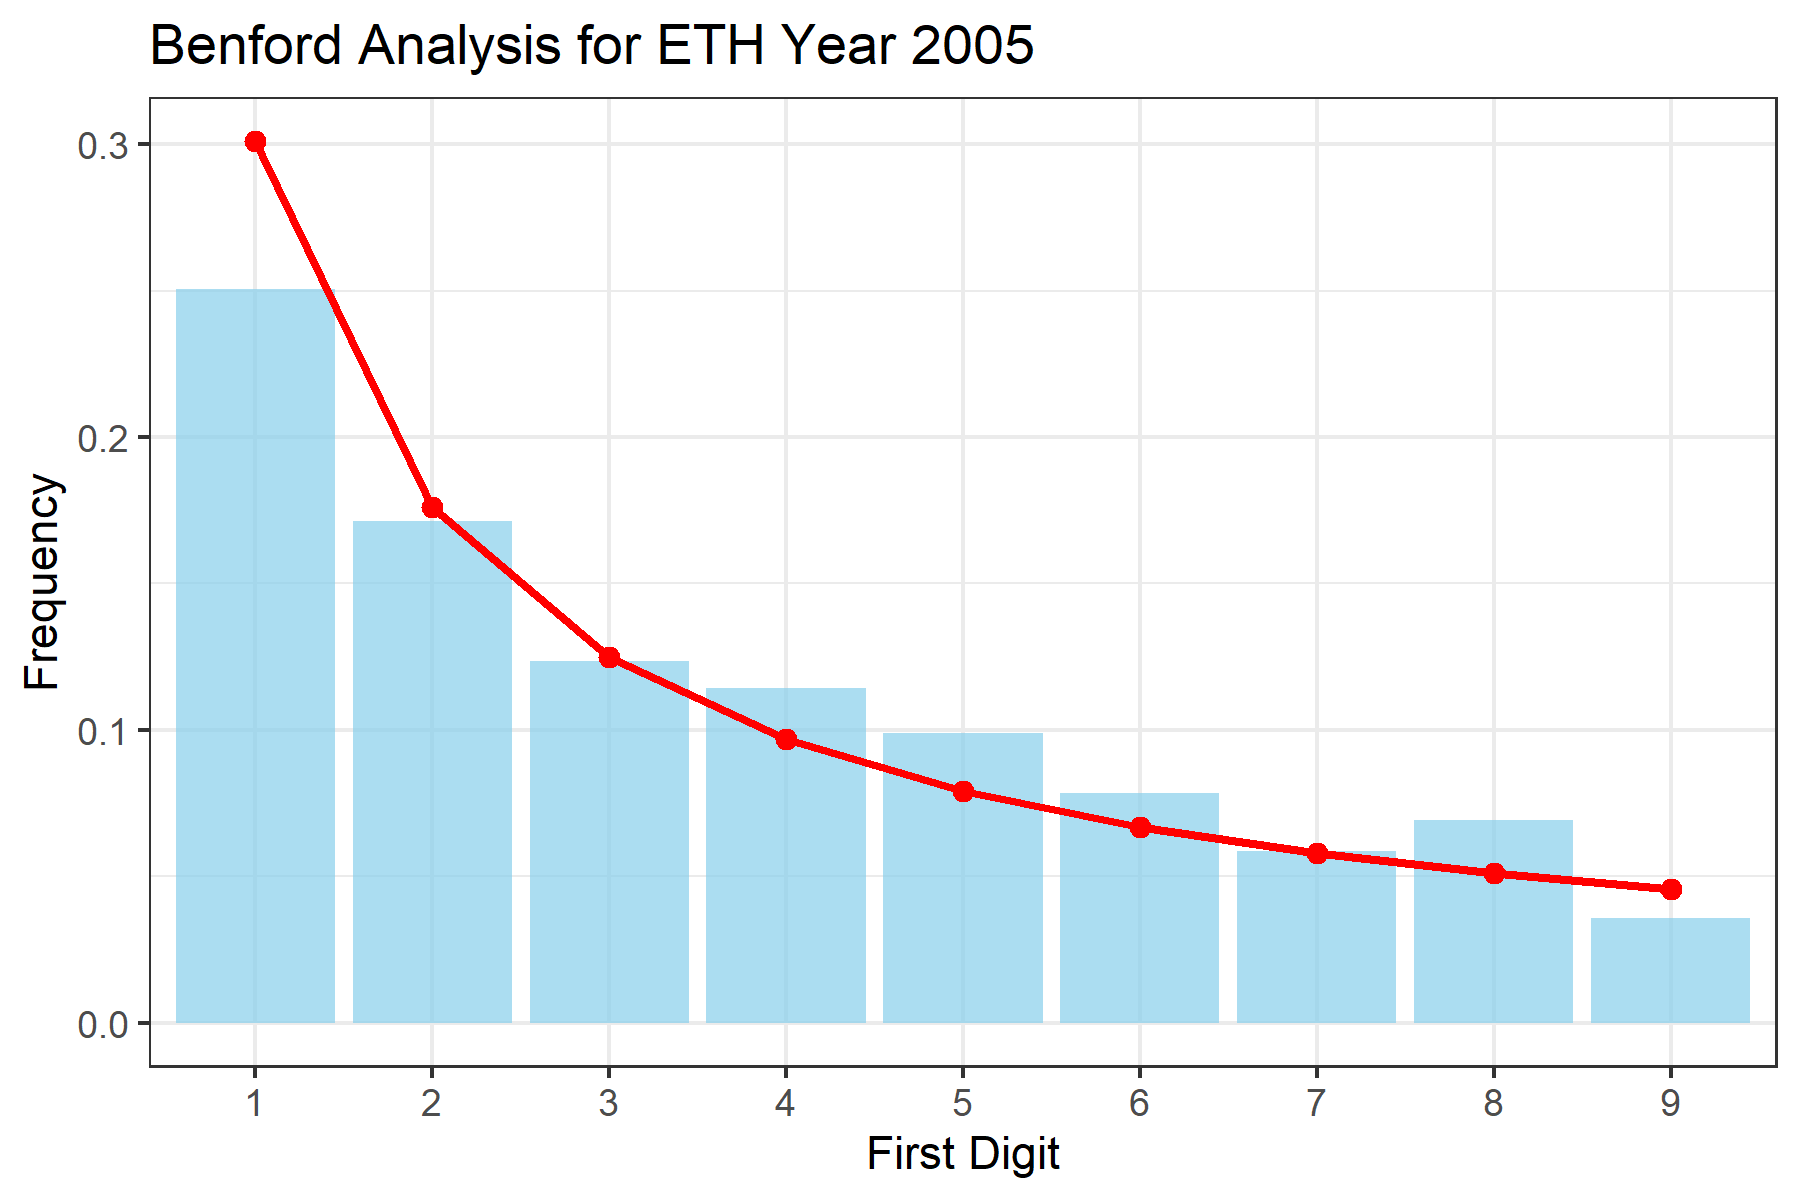 Benford Analysis for ETH Year 2005
Frequency
0.3
0.2
0.1
0.0
1 2 3 4 5 6 7 8 9
First Digit